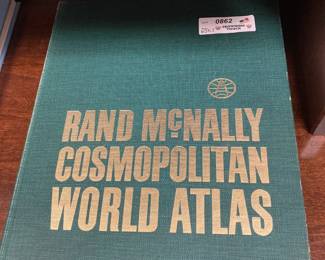 0862
RAND McNALLY
COSMOPOLITAN
WORLD ATLAS